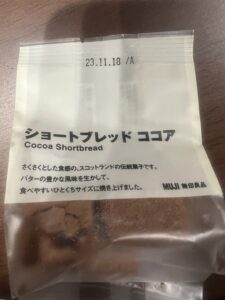 23.11.18 /A
ショートブレッド ココア
Cocoa Shortbread
さくさくとした食感の、スコットランドの伝統菓子です。
バターの豊かな風味を生かして、
食べやすいひとくちサイズに焼き上げました。
MUJI 無印良品